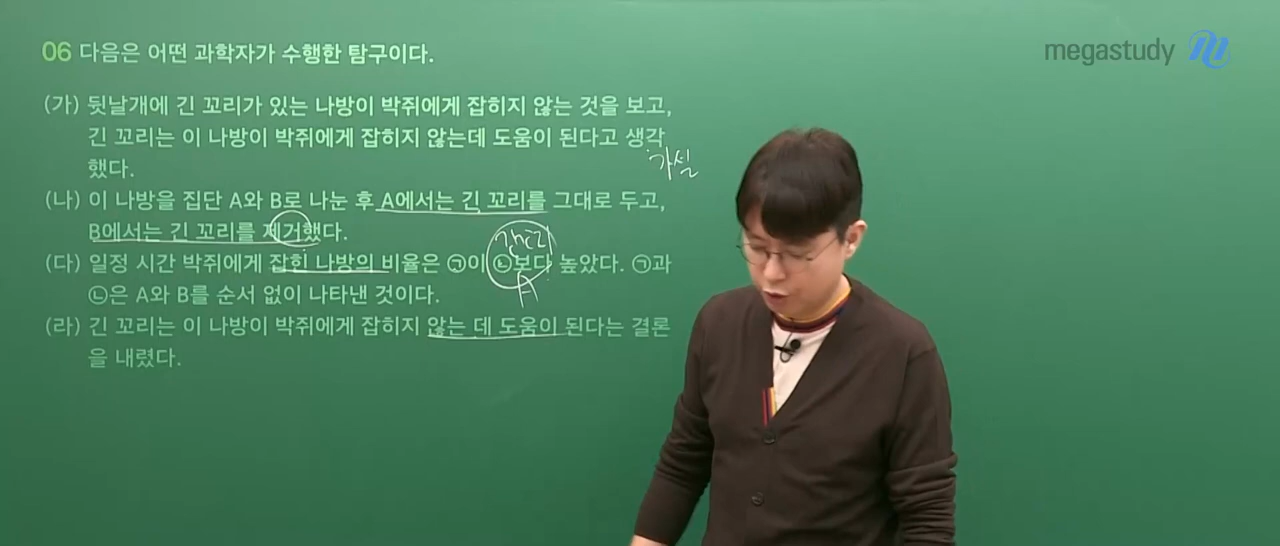 06 다음은 어떤 과학자가 수행한 탐구이다.
megastudy
(가) 뒷날개에 긴 꼬리가 있는 나방이 박쥐에게 잡히지 않는 것을 보고,
긴 꼬리는 이 나방이 박쥐에게 잡히지 않는데 도움이 된다고 생각
했다.
가설
(나) 이 나방을 집단 A와 B로 나눈 후 A에서는 긴 꼬리를 그대로 두고,
B에서는 긴 꼬리를 제거했다.
(다) 일정 시간 박쥐에게 잡힌 나방의 비율은 ㉠이 ㉡보다 높았다. ㉠과
A
㉡은 A와 B를 순서 없이 나타낸 것이다.
(라) 긴 꼬리는 이 나방이 박쥐에게 잡히지 않는 데 도움이 된다는 결론
을 내렸다.